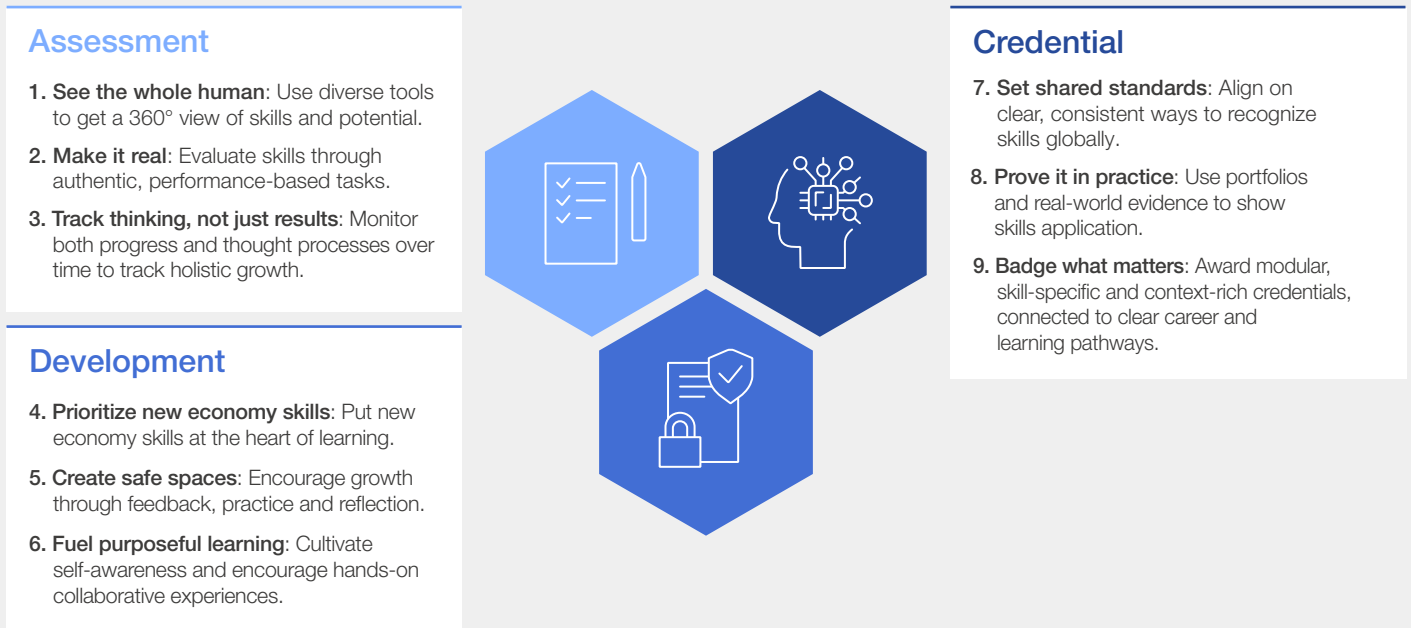 Assessment
1. See the whole human: Use diverse tools
to get a 360° view of skills and potential.
2. Make it real: Evaluate skills through
authentic, performance-based tasks.
3. Track thinking, not just results: Monitor
both progress and thought processes over
time to track holistic growth.
Development
4. Prioritize new economy skills: Put new
economy skills at the heart of learning.
5. Create safe spaces: Encourage growth
through feedback, practice and reflection.
6. Fuel purposeful learning: Cultivate
self-awareness and encourage hands-on
collaborative experiences.
Credential
7. Set shared standards: Align on
clear, consistent ways to recognize
skills globally.
8. Prove it in practice: Use portfolios
and real-world evidence to show
skills application.
9. Badge what matters: Award modular,
skill-specific and context-rich credentials,
connected to clear career and
learning pathways.